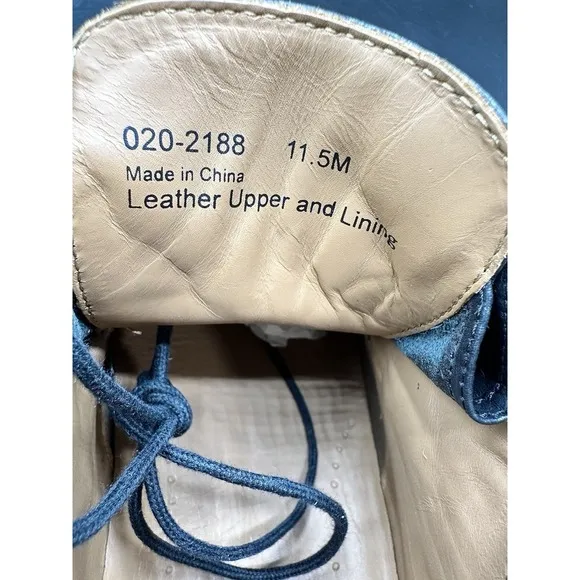 020-2188 11.5M
Made in China
Leather Upper and Lining